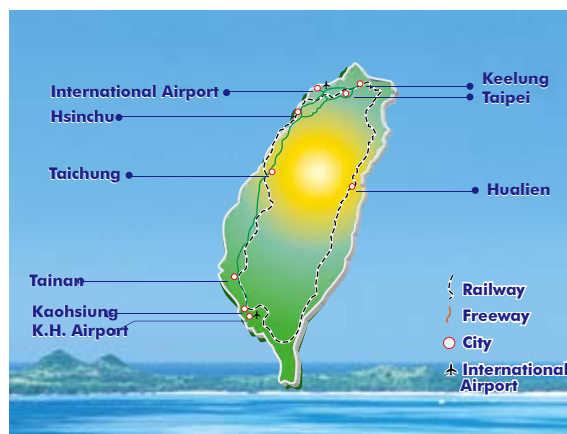 Keelung
International Airport
Taipei
Hsinchu
Taichung
Hualien
Tainan
Kaohsiung
K.H. Airport
Railway
Freeway
City
International
Airport